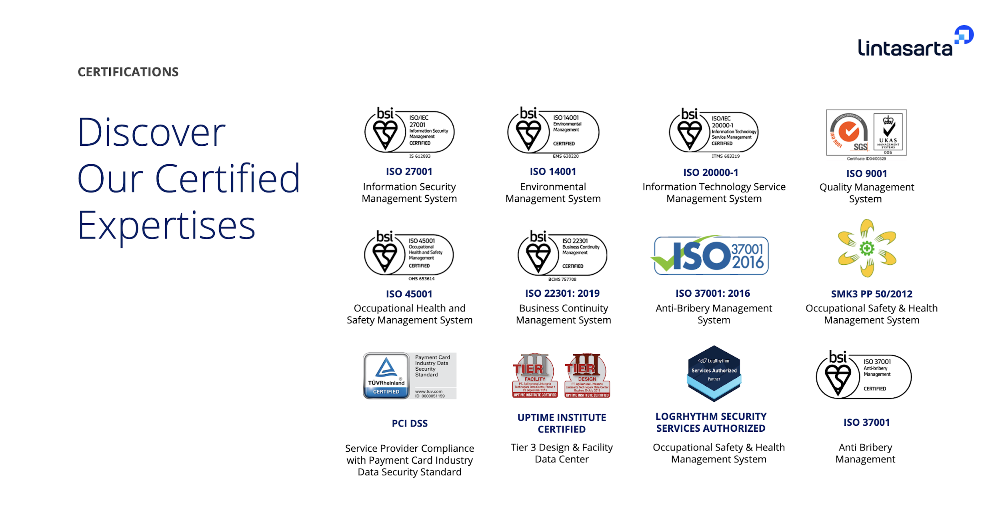 lintasarta
CERTIFICATIONS
Discover
Our Certified
Expertises
bsi
ISO/IEC
27001
Information Security
Management
CERTIFIED
IS 612893
ISO 27001
Information Security
Management System
bsi
ISO 14001
Environmental
Management
CERTIFIED
EMS 638220
ISO 14001
Environmental
Management System
bsi
ISO/IEC
20000-1
Information Technology
Service Management
CERTIFIED
ITMS 683219
ISO 20000-1
Information Technology Service
Management System
SYSTEM CERTIFICATION
ISO 9001
SGS
UKAS
MANAGEMENT
SYSTEMS
005
Certificate ID04/00329
ISO 9001
Quality Management
System
bsi
ISO 45001
Occupational
Health and Safety
Management
CERTIFIED
OHS 653614
ISO 45001
Occupational Health and
Safety Management System
bsi
ISO 22301
Business Continuity
Management
CERTIFIED
BCMS 757708
ISO 22301: 2019
Business Continuity
Management System
ISO 37001
2016
ISO 37001: 2016
Anti-Bribery Management
System
SMK3 PP 50/2012
Occupational Safety & Health
Management System
TÜVRheinland®
CERTIFIED
Payment Card
Industry Data
Security
Standard
www.tuv.com
ID 0000051159
PCI DSS
Service Provider Compliance
with Payment Card Industry
Data Security Standard
III
TIER
FACILITY
PT. Aplikanusa Lintasarta
Technopark Data Center, Phase 1
22 September 2016
UPTIME INSTITUTE CERTIFIED
III
TIER
DESIGN
PT. Aplikanusa Lintasarta
Lintasarta Technopark Data Center
Expires 29 July 2018
UPTIME INSTITUTE CERTIFIED
UPTIME INSTITUTE
CERTIFIED
Tier 3 Design & Facility
Data Center
LogRhythm
Services Authorized
Partner
LOGRHYTHM SECURITY
SERVICES AUTHORIZED
Occupational Safety & Health
Management System
bsi
ISO 37001
Anti-bribery
Management
CERTIFIED
ISO 37001
Anti Bribery
Management